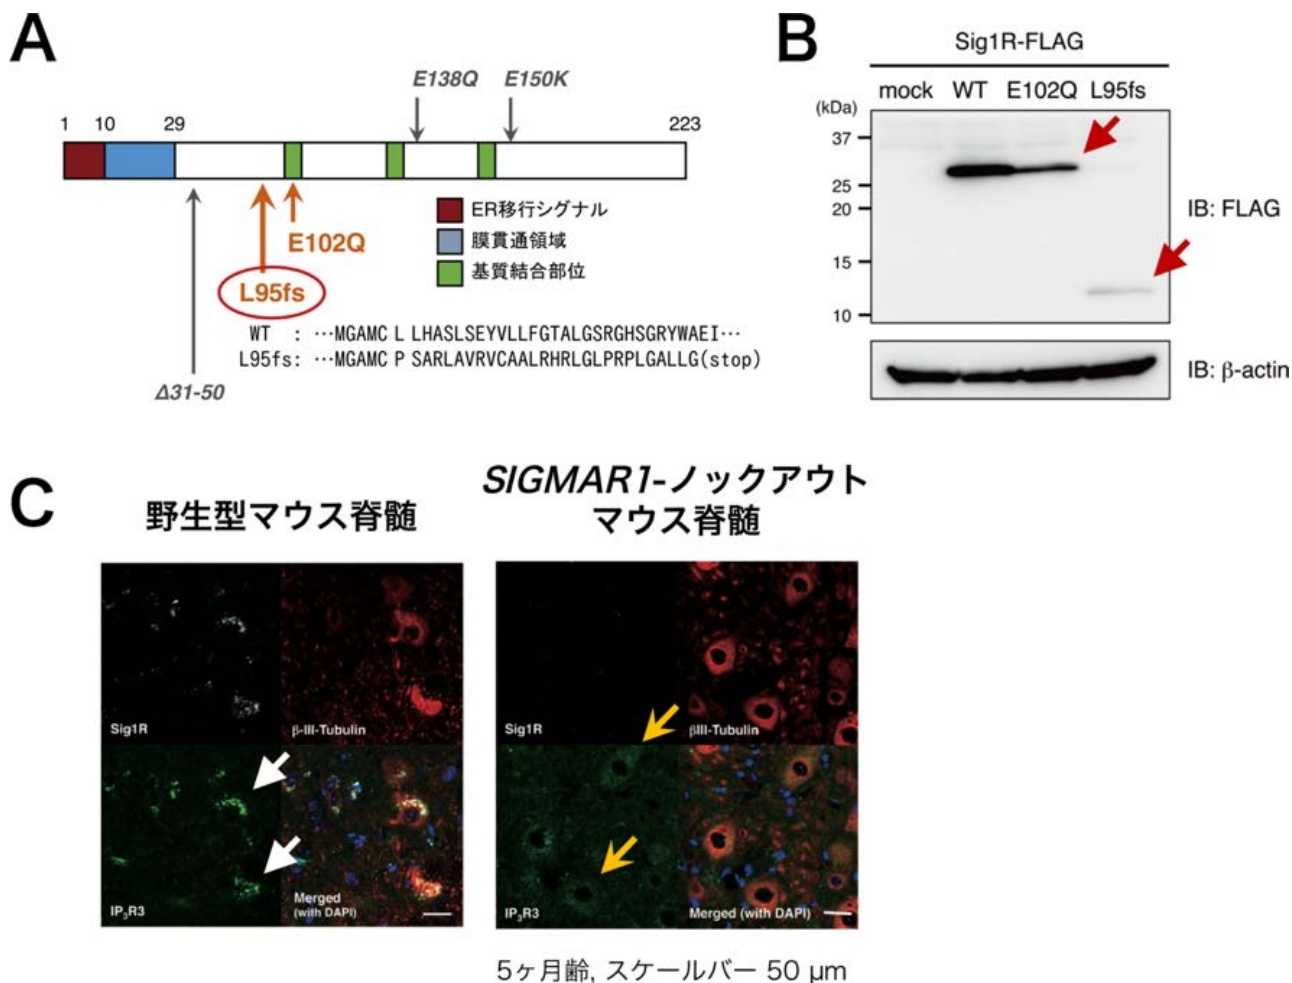 A
E138Q E150K
1 10 29 223
ER移行シグナル
膜貫通領域
基質結合部位
E102Q
L95fs
WT : …MGAMC L LHASLSEYVLLFGTALGSRGHSGRYWAEI…
L95fs: …MGAMC P SARLAVRVCAALRHRLGLPRPLGALLG(stop)
Δ31-50
B
Sig1R-FLAG
mock WT E102Q L95fs
(kDa)
37
25
20
15
10
IB: FLAG
IB: β-actin
C
野生型マウス脊髄
SIGMAR1-ノックアウト
マウス脊髄
Sig1R
β-III-Tubulin
IP₃R3
Merged
(with DAPI)
Sig1R
βIII-Tubulin
IP₃R3
Merged (with DAPI)
5ヶ月齢, スケールバー 50 μm